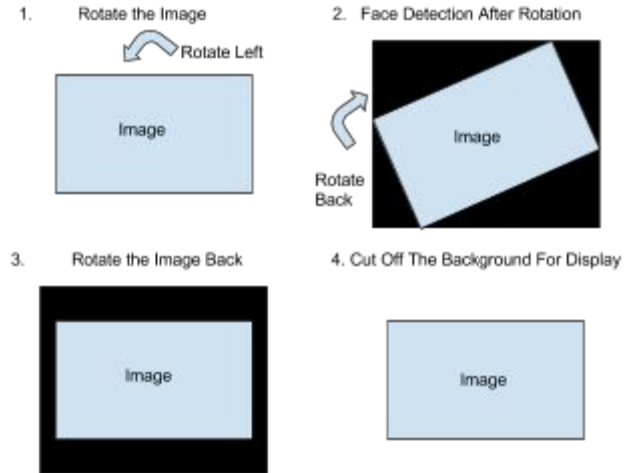 1. Rotate the Image
Rotate Left
Image
2. Face Detection After Rotation
Image
Rotate
Back
3. Rotate the Image Back
Image
4. Cut Off The Background For Display
Image